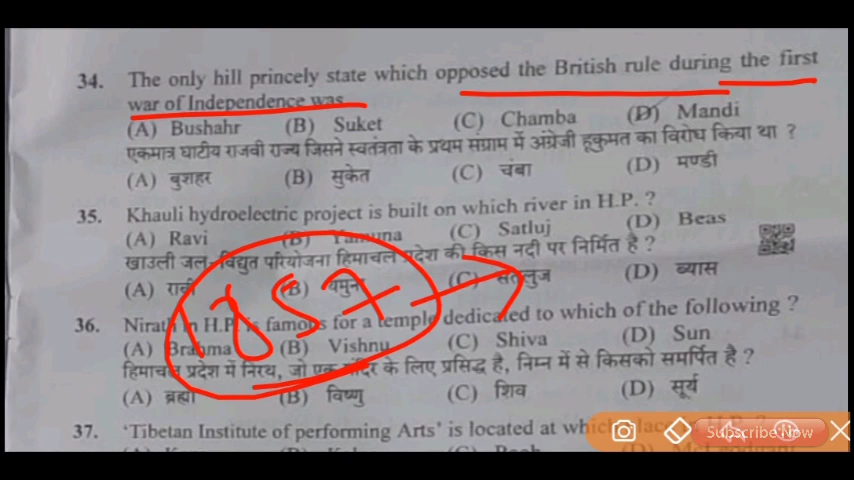 34. The only hill princely state which opposed the British rule during the first
war of Independence was
(A) Bushahr (B) Suket (C) Chamba (D) Mandi
एकमात्र घाटीय राजवी राज्य जिसने स्वतंत्रता के प्रथम संग्राम में अंग्रेजी हूकुमत का विरोध किया था ?
(A) बुशहर (B) सुकेत (C) चंबा (D) मण्डी
35. Khauli hydroelectric project is built on which river in H.P. ?
(A) Ravi (B) Yamuna (C) Satluj (D) Beas
खाउली जल-विद्युत परियोजना हिमाचल प्रदेश की किस नदी पर निर्मित है ?
(A) रावी (B) यमुना (C) सतलुज (D) ब्यास
1857
36. Nirath in H.P. is famous for a temple dedicated to which of the following ?
(A) Brahma (B) Vishnu (C) Shiva (D) Sun
हिमाचल प्रदेश में निरथ, जो एक मंदिर के लिए प्रसिद्ध है, निम्न में से किसको समर्पित है ?
(A) ब्रह्मा (B) विष्णु (C) शिव (D) सूर्य
37. 'Tibetan Institute of performing Arts' is located at which
Subscribe Now